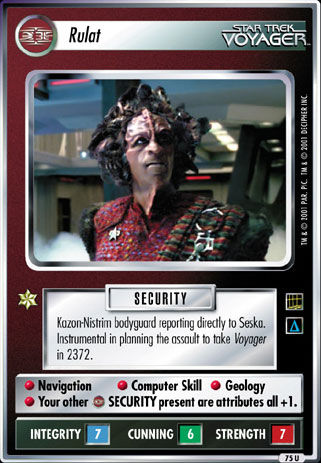 Rulat
STAR TREK
VOYAGER
TM & © 2001 PAR. PIC. TM & © 2001 DECIPHER INC.
SECURITY
Kazon-Nistrim bodyguard reporting directly to Seska.
Instrumental in planning the assault to take Voyager
in 2372.
Navigation Computer Skill Geology
Your other SECURITY present are attributes all +1.
INTEGRITY 7 CUNNING 6 STRENGTH 7
75 U